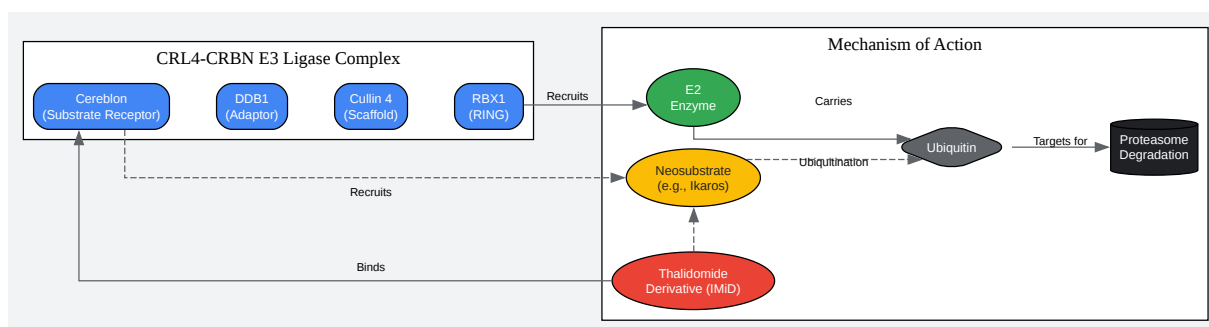 CRL4-CRBN E3 Ligase Complex
Cereblon
(Substrate Receptor)
DDB1
(Adaptor)
Cullin 4
(Scaffold)
RBX1
(RING)
Recruits
Mechanism of Action
E2
Enzyme
Carries
Ubiquitin
Targets for
Proteasome
Degradation
Neosubstrate
(e.g., Ikaros)
Ubiquitination
Recruits
Binds
Thalidomide
Derivative (IMiD)